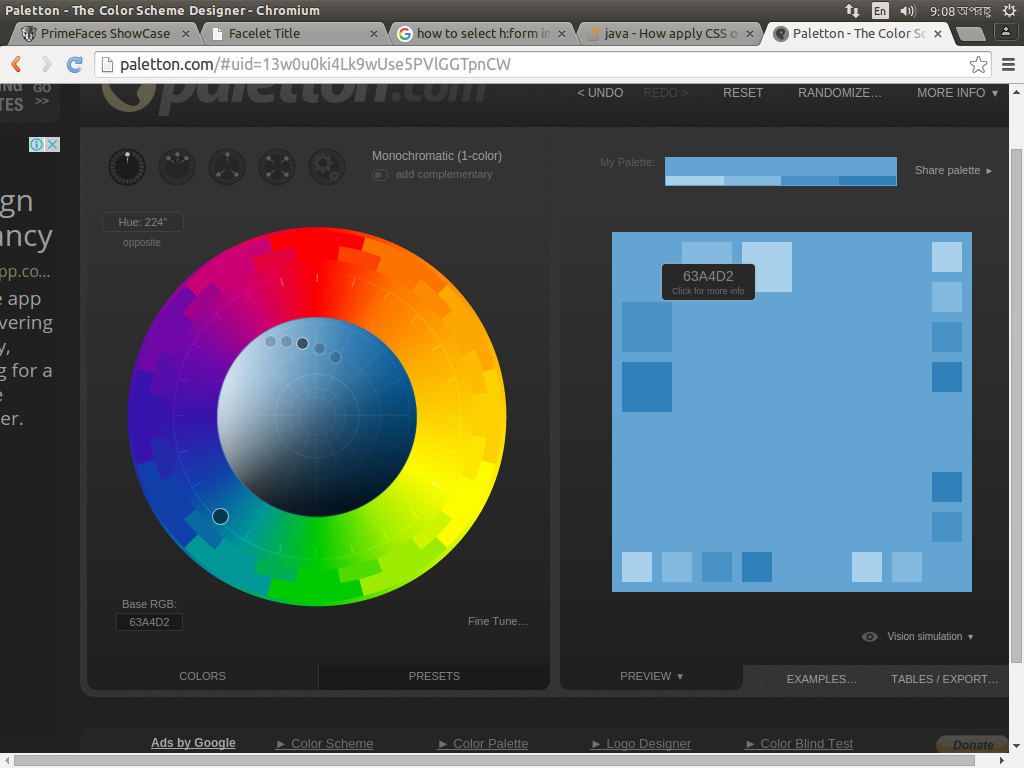 Paletton - The Color Scheme Designer - Chromium
En
9:08 অপরাহ্ণ
PrimeFaces ShowCase
Facelet Title
how to select h:form in
java - How apply CSS o
Paletton - The Color Sc
paletton.com/#uid=13w0u0ki4Lk9wUse5PVlGGTpnCW
NG
GO
TES
>>
paletton.com
< UNDO
REDO >
RESET
RANDOMIZE...
MORE INFO ▼
gn
ancy
pp.co...
e app
vering
y,
g for a
e
er.
Monochromatic (1-color)
add complementary
Hue: 224°
opposite
Base RGB:
63A4D2
Fine Tune...
COLORS
PRESETS
My Palette:
Share palette ►
63A4D2
Click for more info
Vision simulation ▼
PREVIEW ▼
EXAMPLES...
TABLES / EXPORT...
Ads by Google
► Color Scheme
► Color Palette
► Logo Designer
► Color Blind Test
Donate